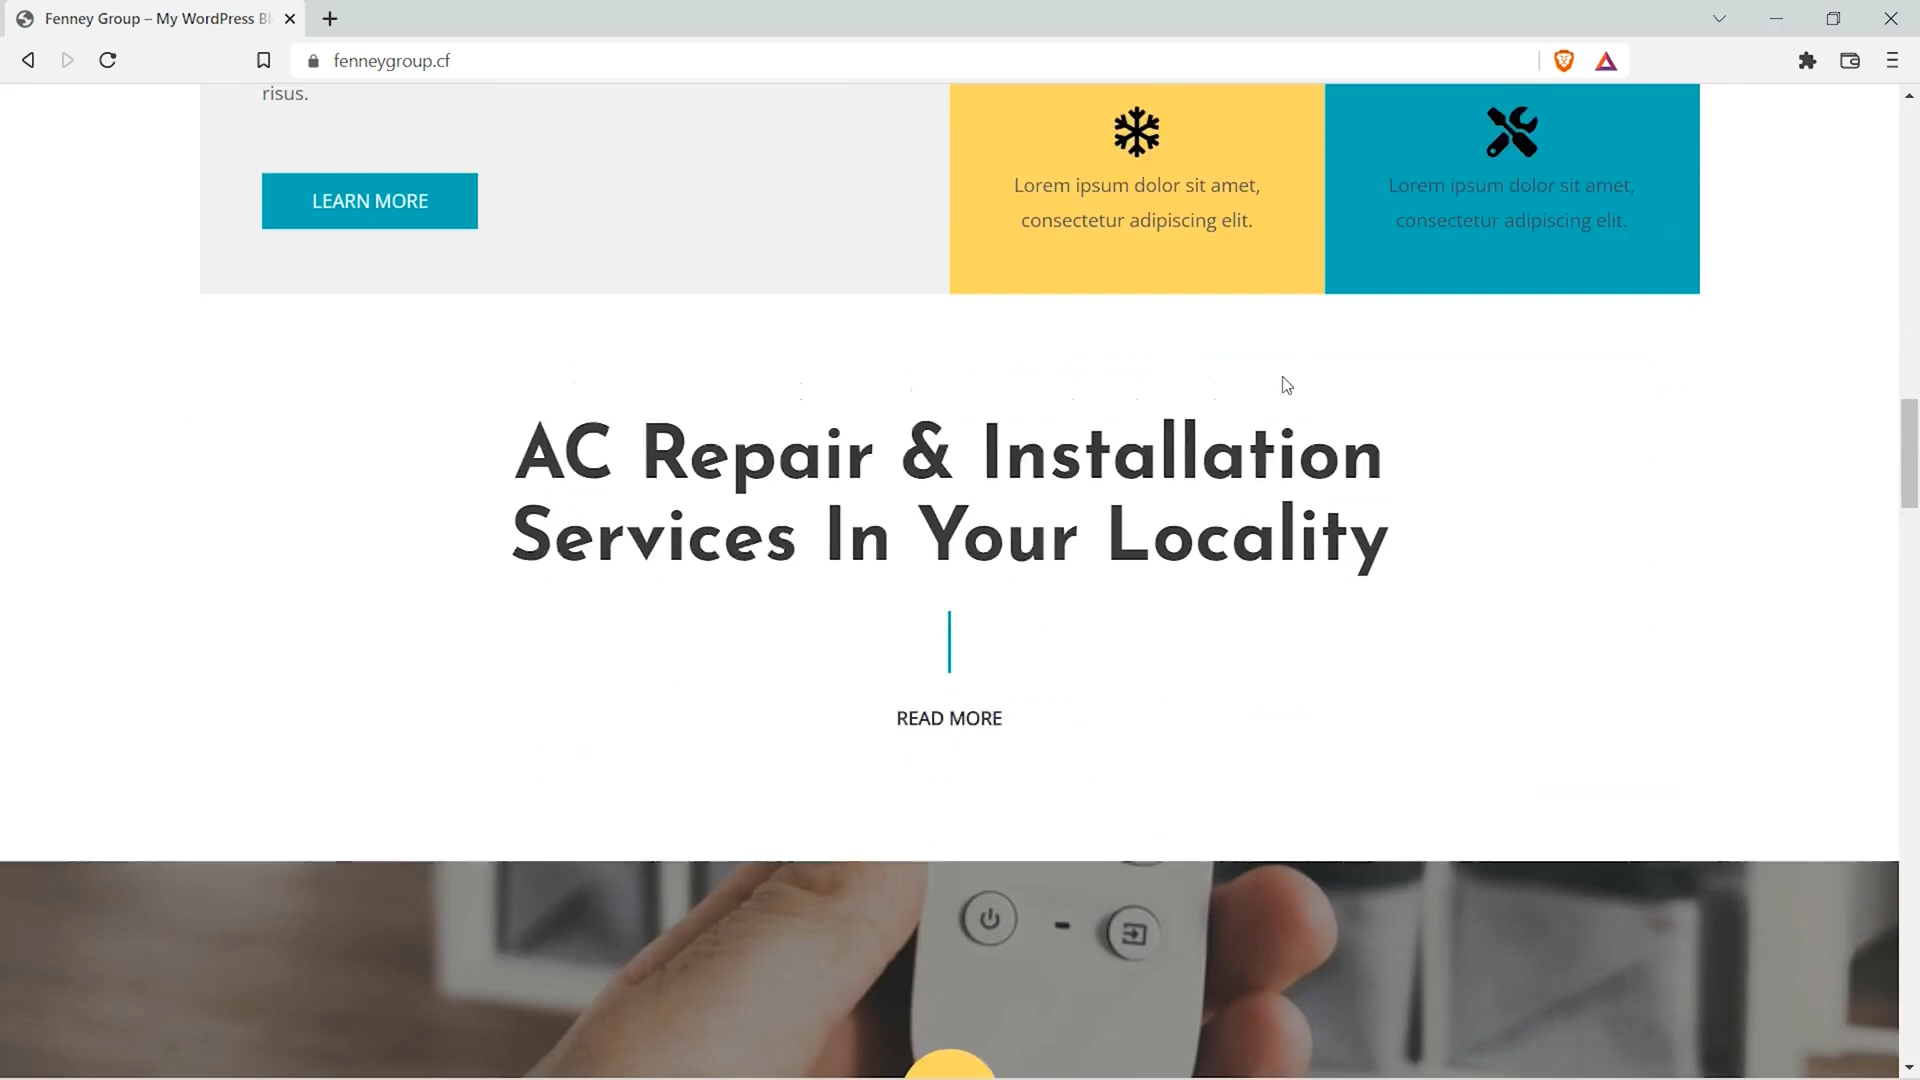 Fenney Group – My WordPress Bl
fenneygroup.cf
risus.
LEARN MORE
Lorem ipsum dolor sit amet,
consectetur adipiscing elit.
Lorem ipsum dolor sit amet,
consectetur adipiscing elit.
AC Repair & Installation
Services In Your Locality
READ MORE